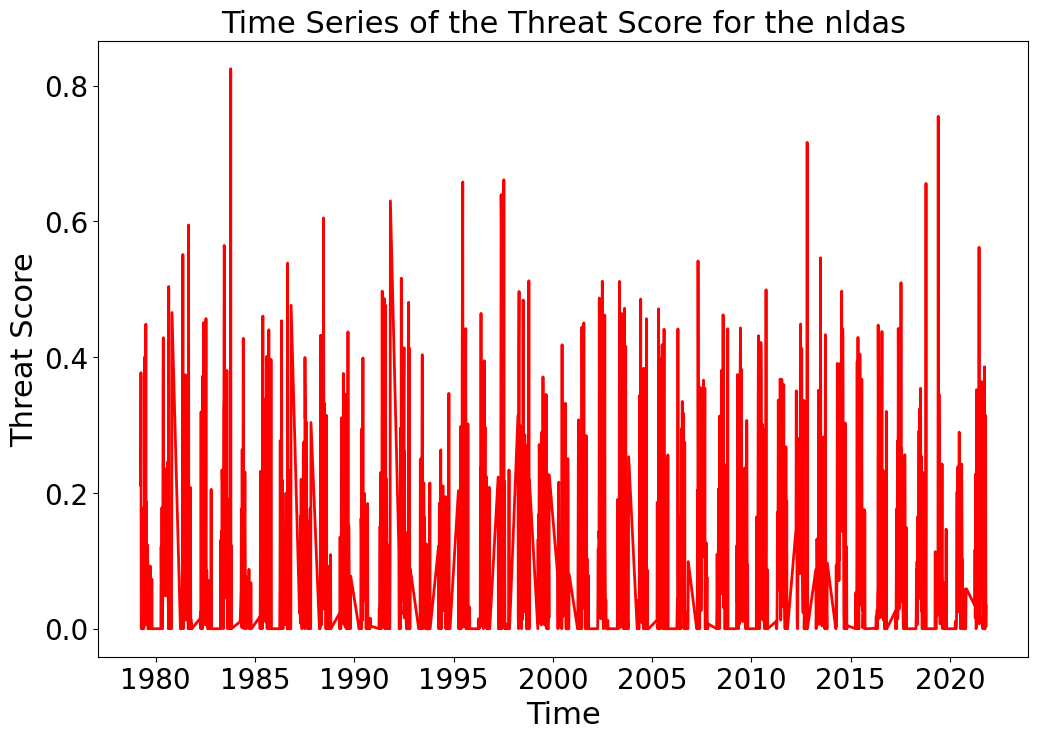 Time Series of the Threat Score for the nldas
Threat Score
0.8
0.6
0.4
0.2
0.0
1980 1985 1990 1995 2000 2005 2010 2015 2020
Time